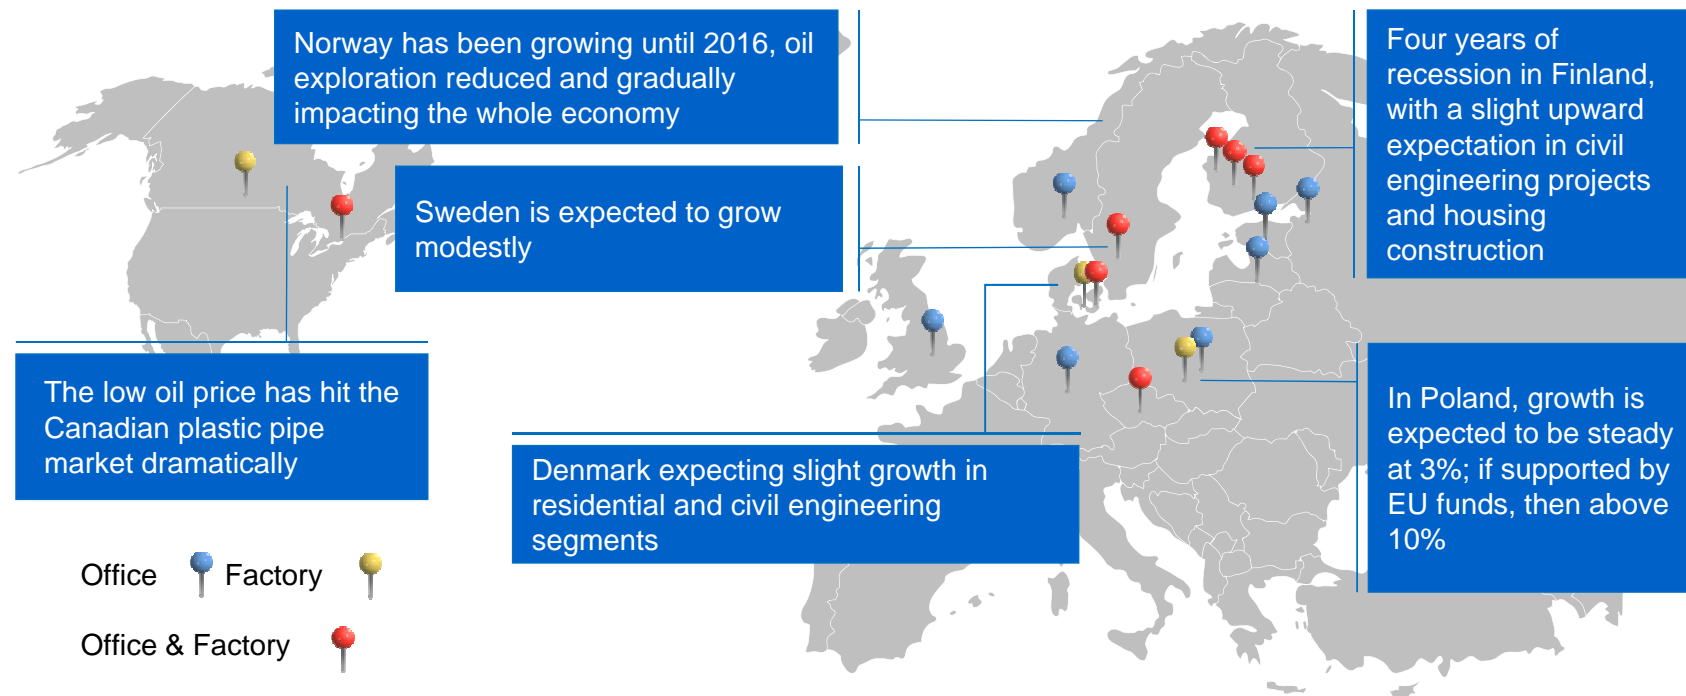 Norway has been growing until 2016, oil
exploration reduced and gradually
impacting the whole economy
Four years of
recession in Finland,
with a slight upward
expectation in civil
engineering projects
and housing
construction
Sweden is expected to grow
modestly
The low oil price has hit the
Canadian plastic pipe
market dramatically
Denmark expecting slight growth in
residential and civil engineering
segments
In Poland, growth is
expected to be steady
at 3%; if supported by
EU funds, then above
10%
Office
Factory
Office & Factory